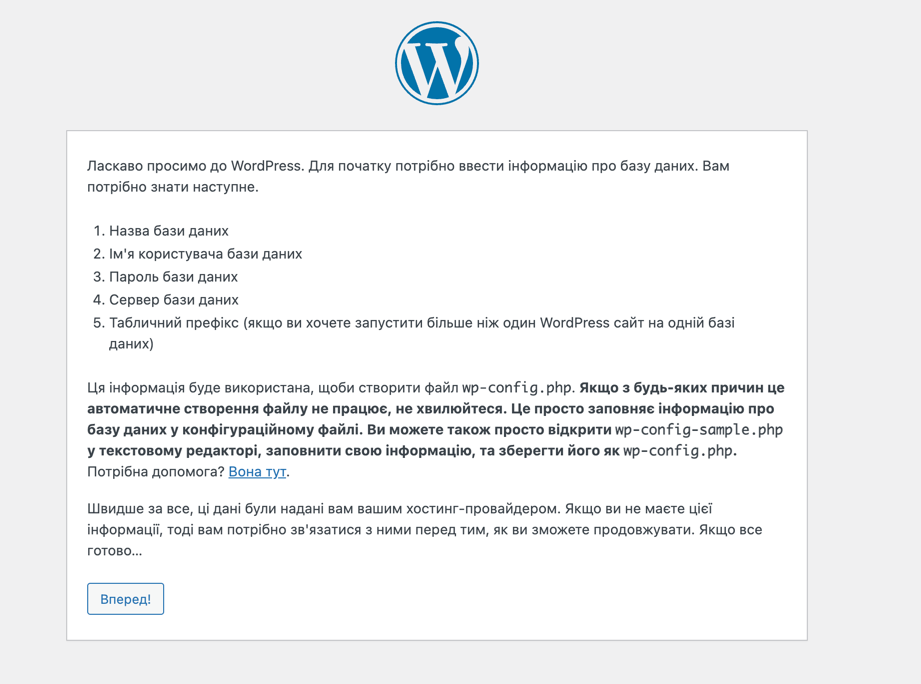 Ласкаво просимо до WordPress. Для початку потрібно ввести інформацію про базу даних. Вам
потрібно знати наступне.
1. Назва бази даних
2. Ім'я користувача бази даних
3. Пароль бази даних
4. Сервер бази даних
5. Табличний префікс (якщо ви хочете запустити більше ніж один WordPress сайт на одній базі
даних)
Ця інформація буде використана, щоби створити файл wp-config.php. Якщо з будь-яких причин це
автоматичне створення файлу не працює, не хвилюйтеся. Це просто заповняє інформацію про
базу даних у конфігураційному файлі. Ви можете також просто відкрити wp-config-sample.php
у текстовому редакторі, заповнити свою інформацію, та зберегти його як wp-config.php.
Потрібна допомога? Вона тут.
Швидше за все, ці дані були надані вам вашим хостинг-провайдером. Якщо ви не маєте цієї
інформації, тоді вам потрібно зв'язатися з ними перед тим, як ви зможете продовжувати. Якщо все
готово...
Вперед!